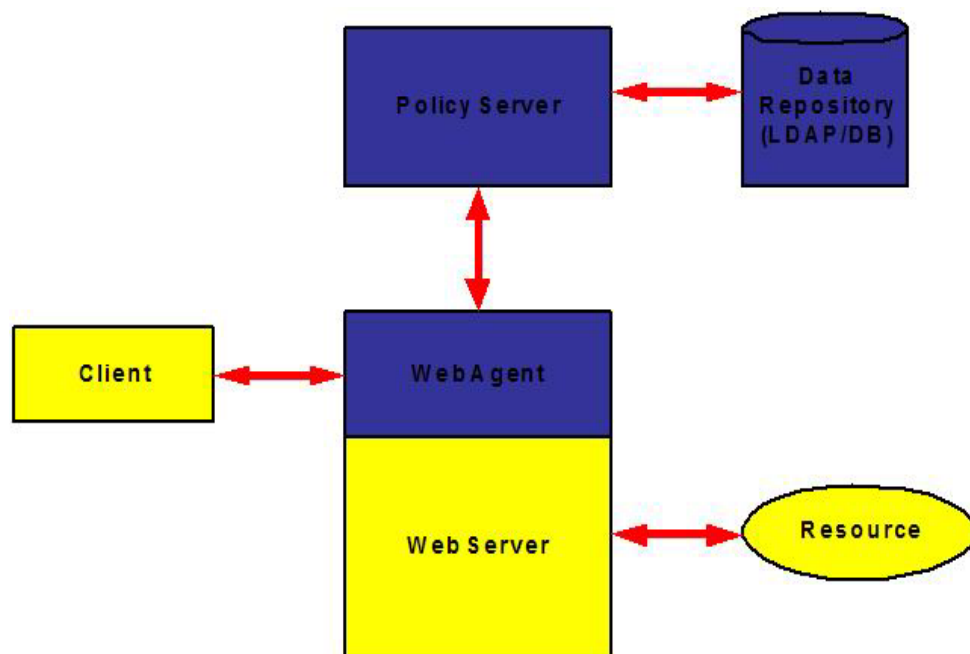 Policy Server
Data
Repository
(LDAP/DB)
Client
WebAgent
Web Server
Resource